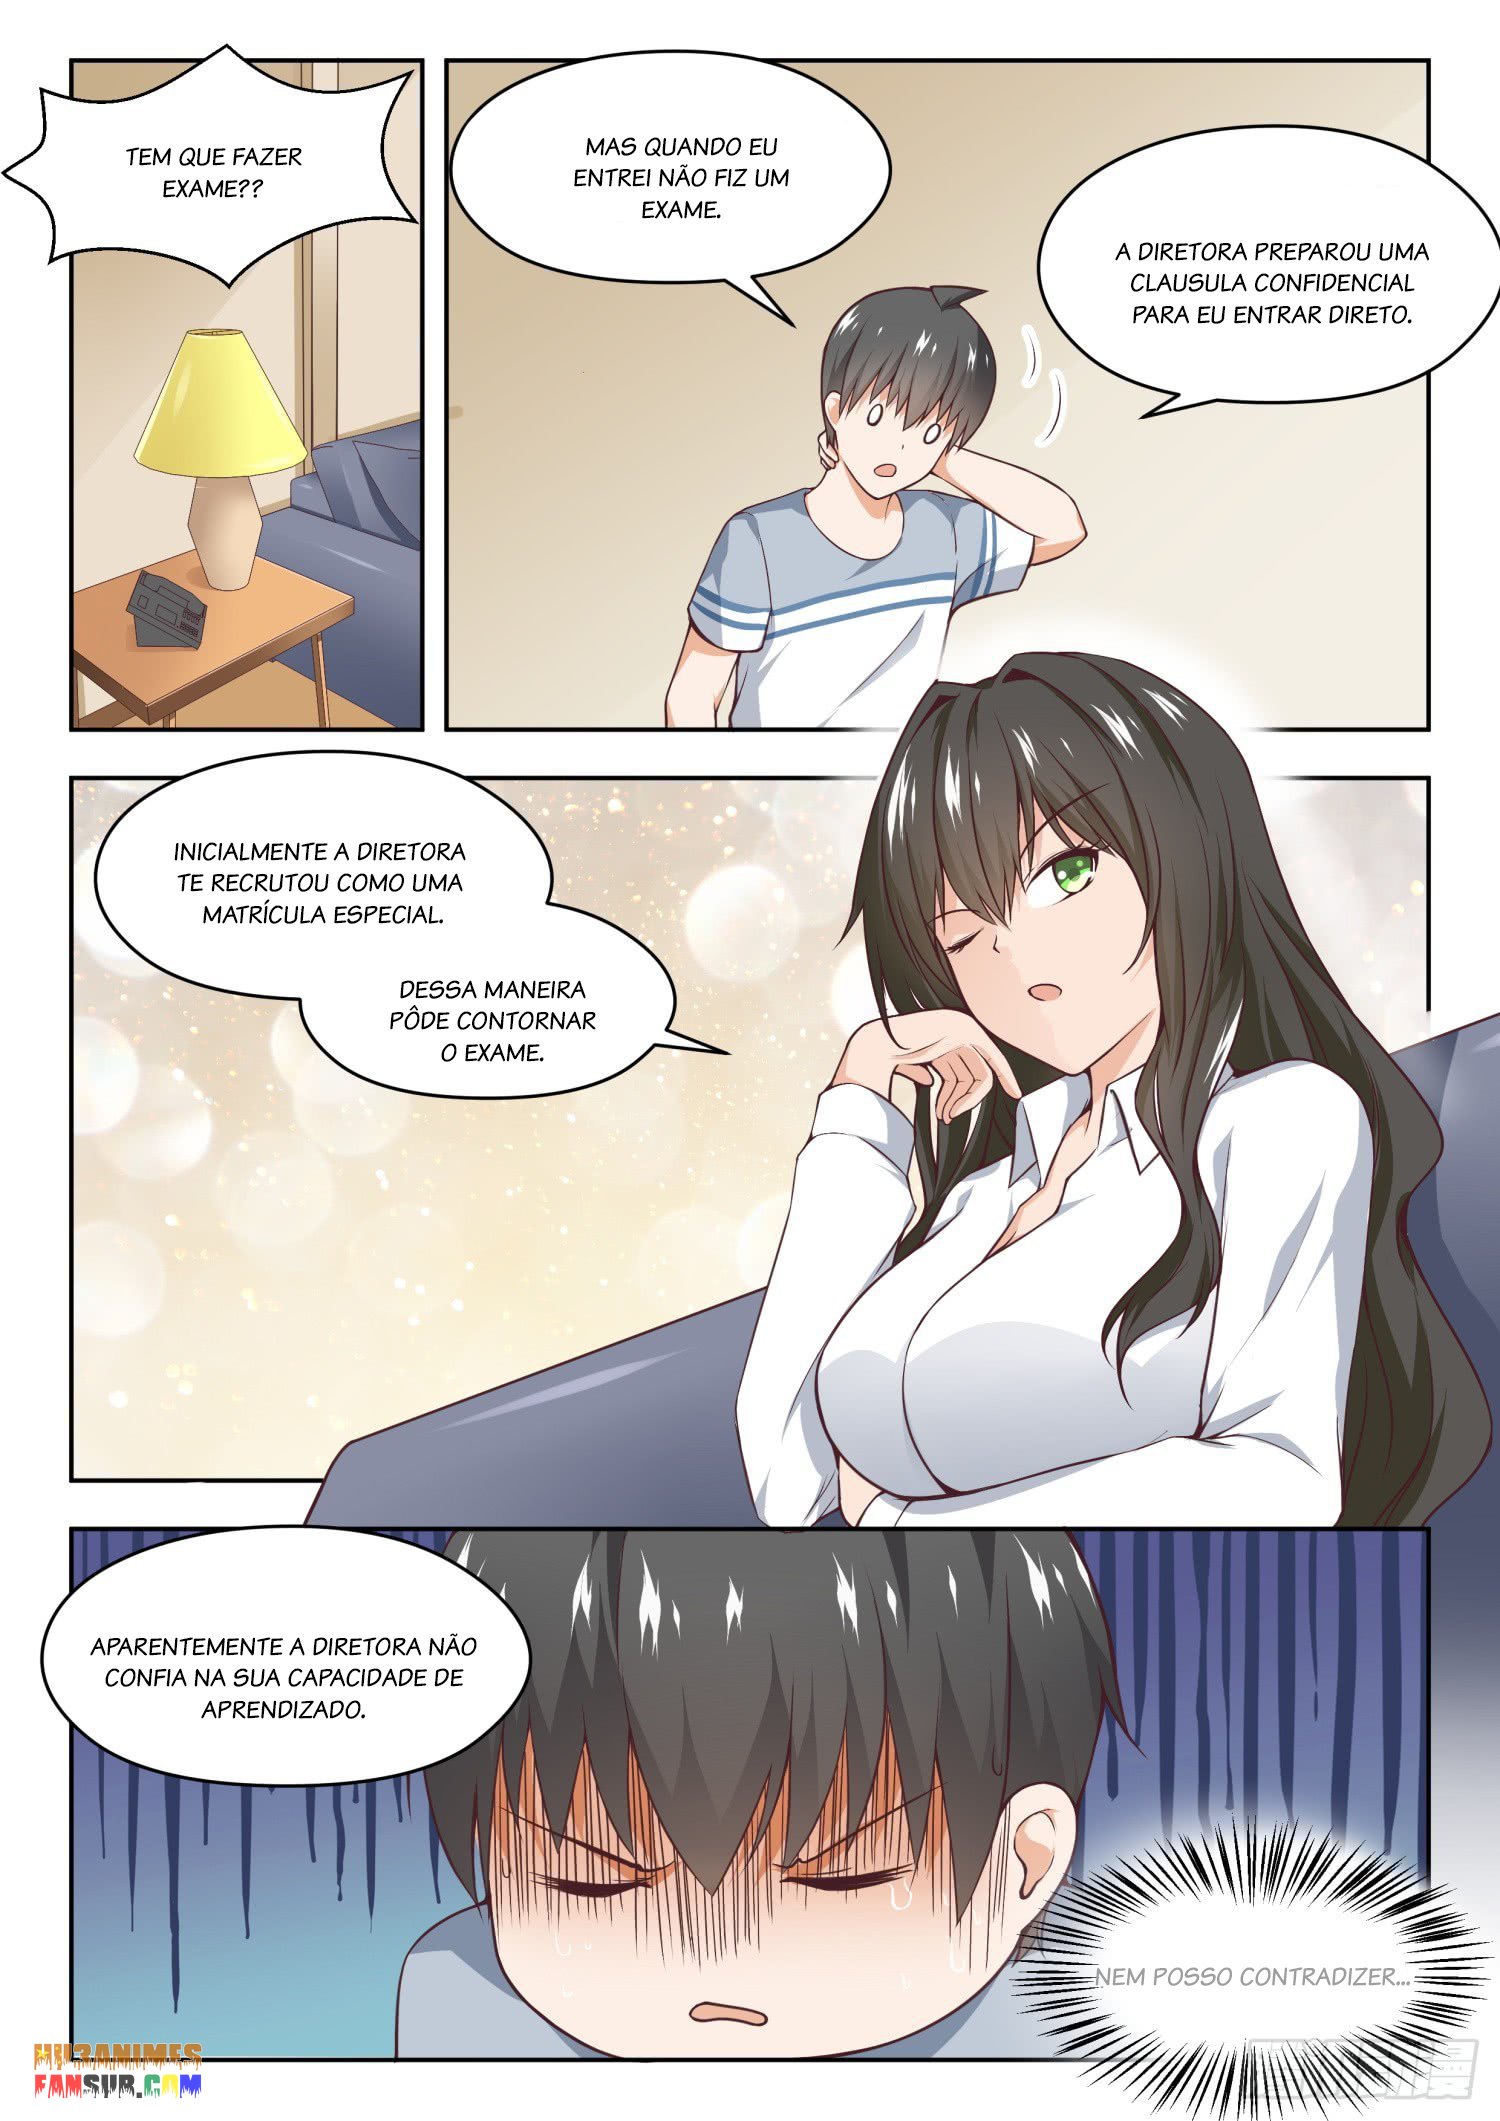 TEM QUE FAZER
EXAME??
MAS QUANDO EU
ENTREI NÃO FIZ UM
EXAME.
A DIRETORA PREPAROU UMA
CLAUSULA CONFIDENCIAL
PARA EU ENTRAR DIRETO.
INICIALMENTE A DIRETORA
TE RECRUTOU COMO UMA
MATRÍCULA ESPECIAL.
DESSA MANEIRA
PÔDE CONTORNAR
O EXAME.
APARENTEMENTE A DIRETORA NÃO
CONFIA NA SUA CAPACIDADE DE
APRENDIZADO.
NEM POSSO CONTRADIZER...
FANSUB.COM